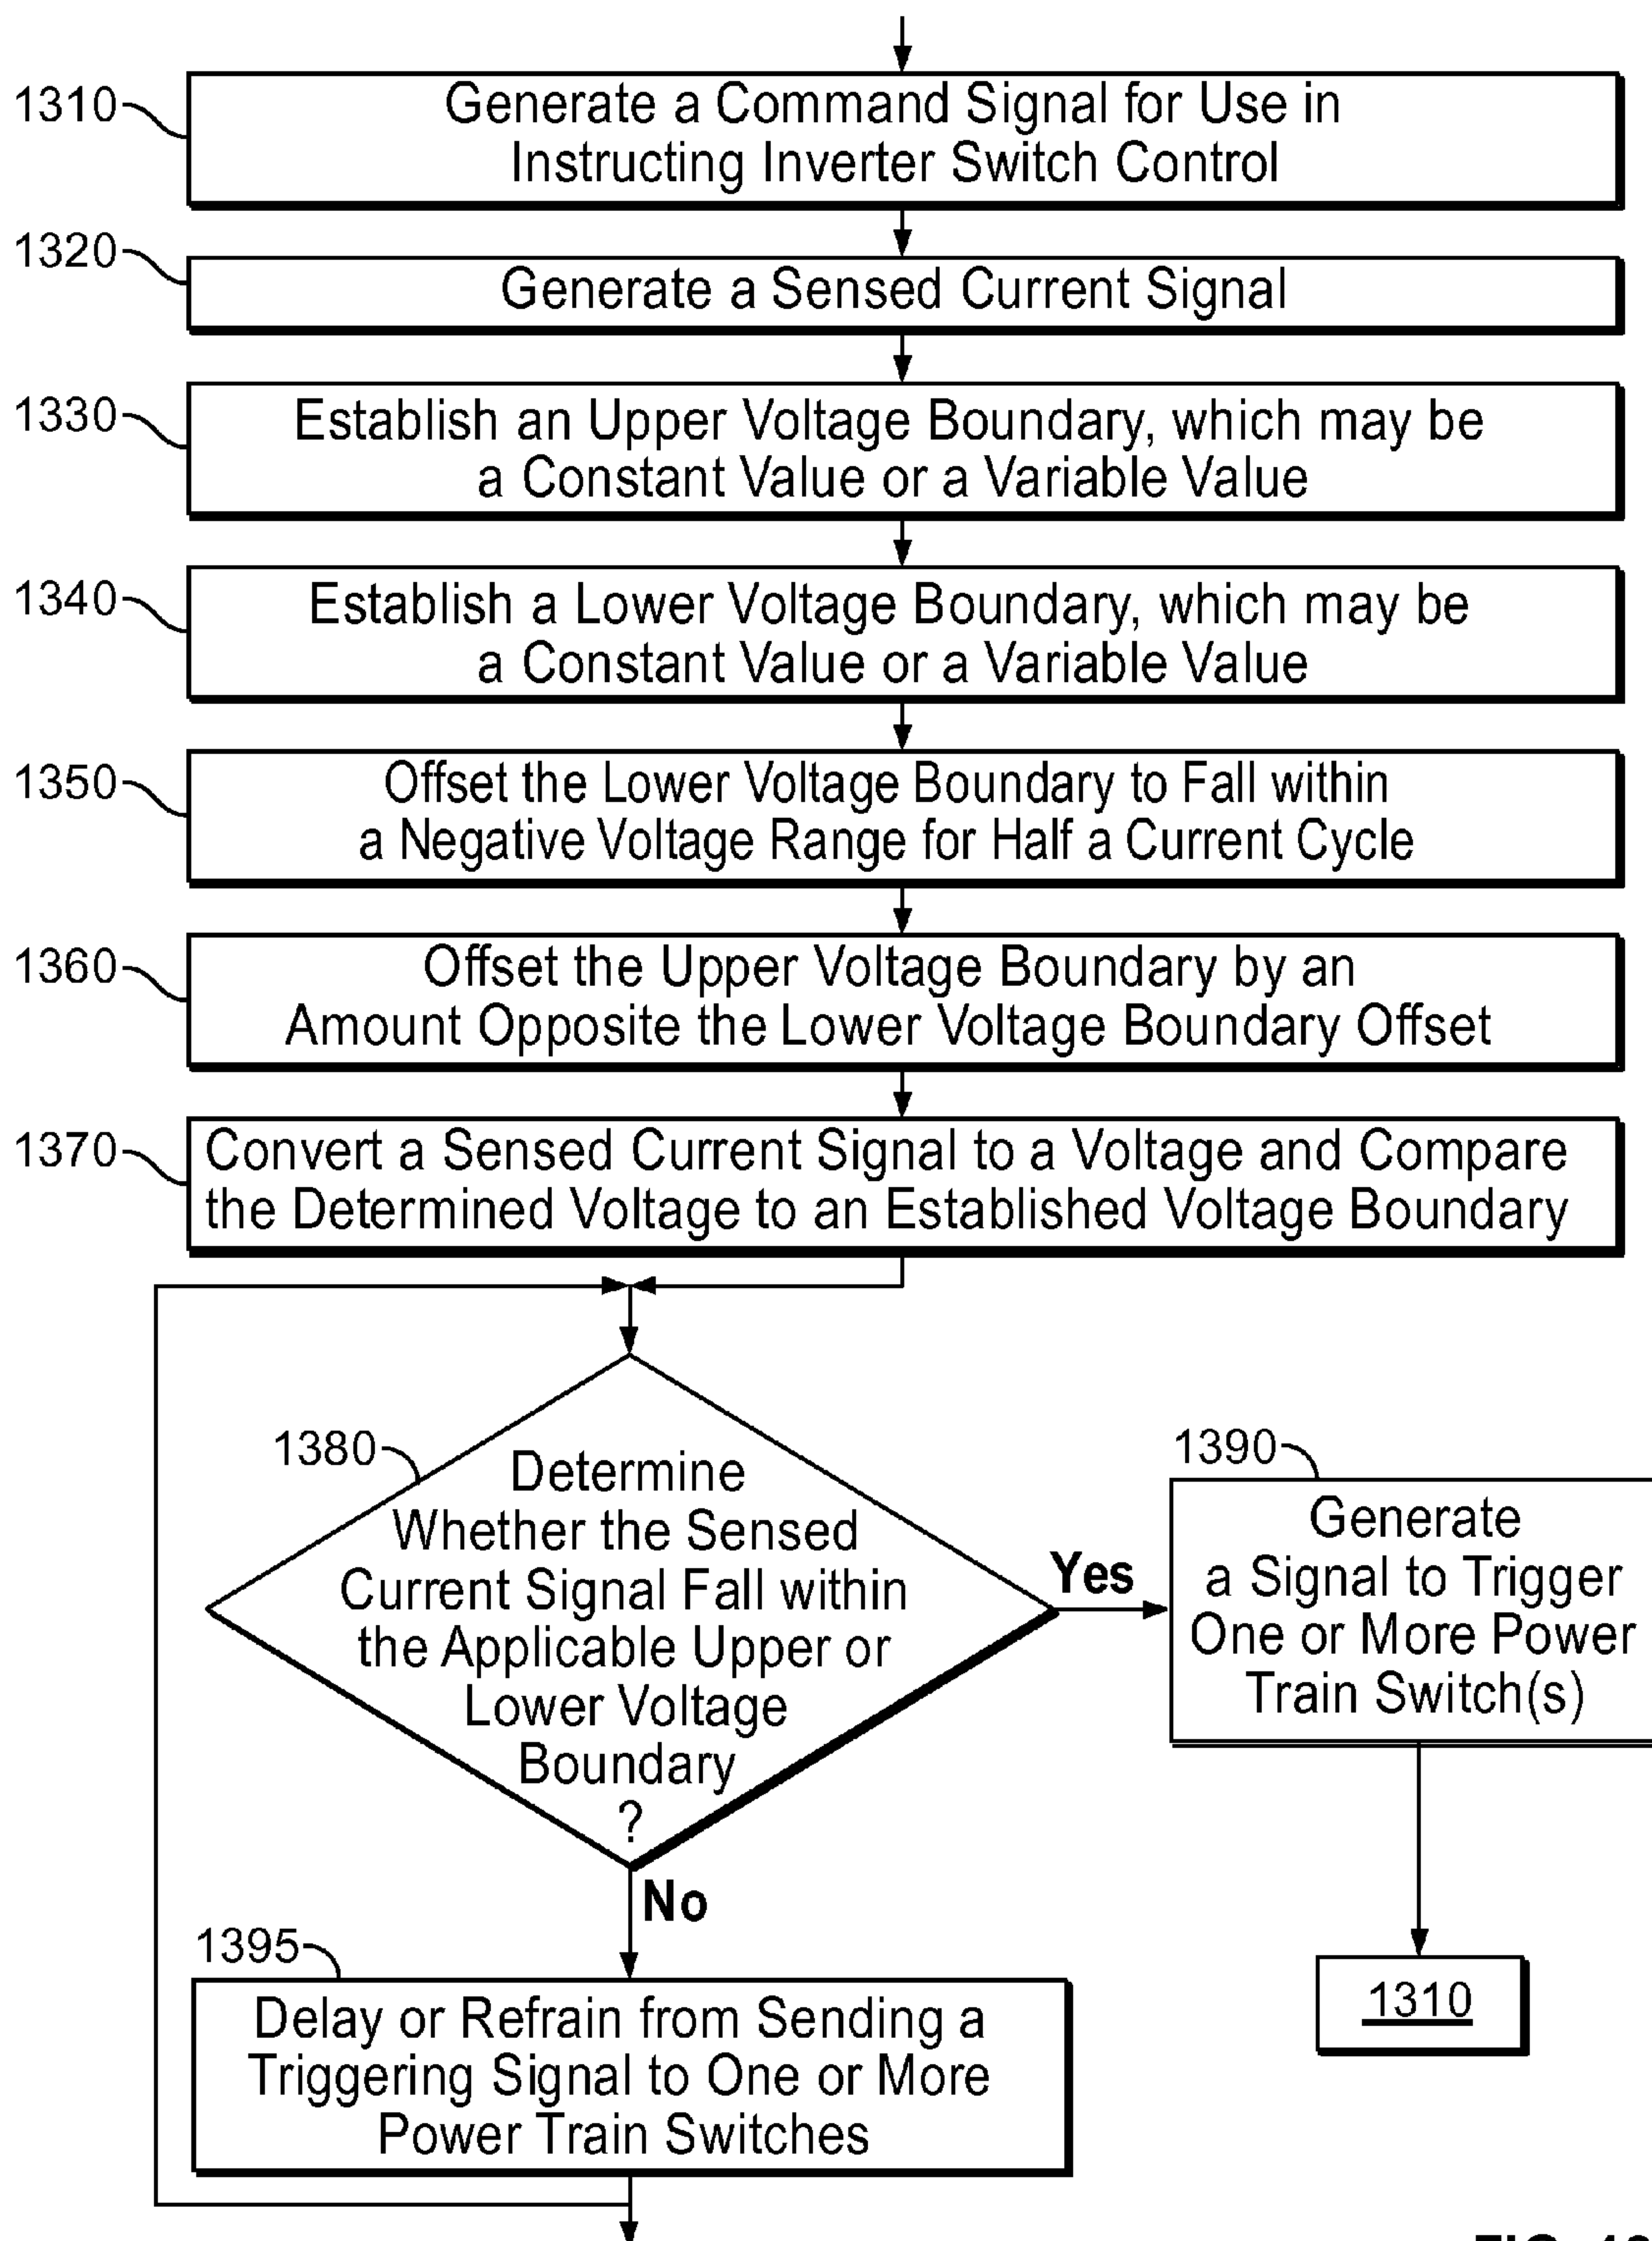 1310
Generate a Command Signal for Use in
Instructing Inverter Switch Control
1320
Generate a Sensed Current Signal
1330
Establish an Upper Voltage Boundary, which may be
a Constant Value or a Variable Value
1340
Establish a Lower Voltage Boundary, which may be
a Constant Value or a Variable Value
1350
Offset the Lower Voltage Boundary to Fall within
a Negative Voltage Range for Half a Current Cycle
1360
Offset the Upper Voltage Boundary by an
Amount Opposite the Lower Voltage Boundary Offset
1370
Convert a Sensed Current Signal to a Voltage and Compare
the Determined Voltage to an Established Voltage Boundary
1380
Determine
Whether the Sensed
Current Signal Fall within
the Applicable Upper or
Lower Voltage
Boundary
?
Yes
1390
Generate
a Signal to Trigger
One or More Power
Train Switch(s)
1310
No
1395
Delay or Refrain from Sending a
Triggering Signal to One or More
Power Train Switches